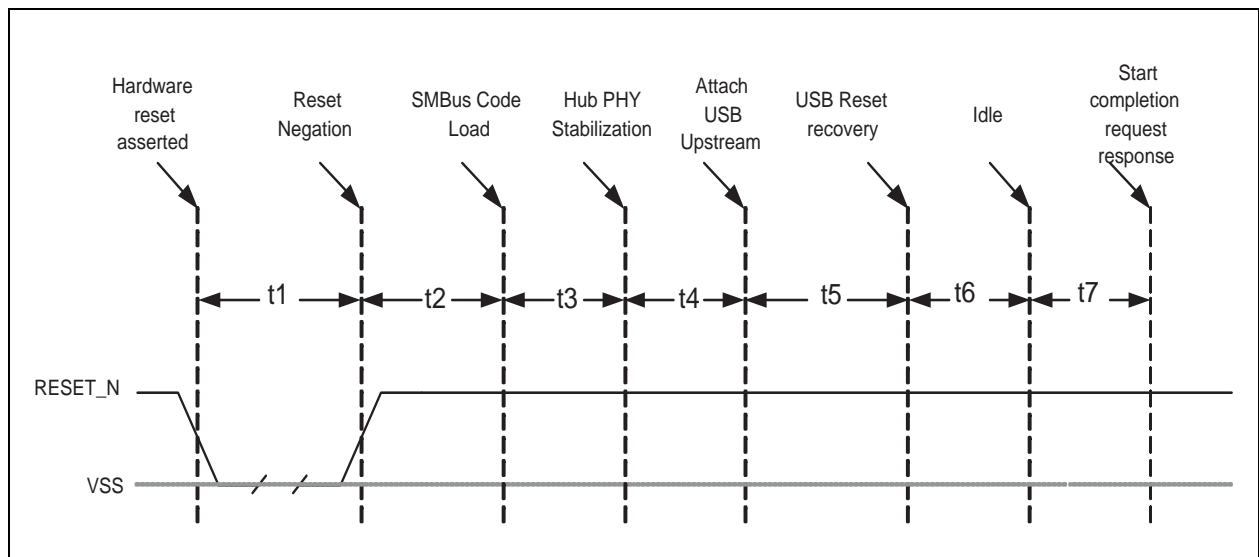 Hardware
reset
asserted
Reset
Negation
SMBus Code
Load
Hub PHY
Stabilization
Attach
USB
Upstream
USB Reset
recovery
Idle
Start
completion
request
response
t1
t2
t3
t4
t5
t6
t7
RESET_N
VSS